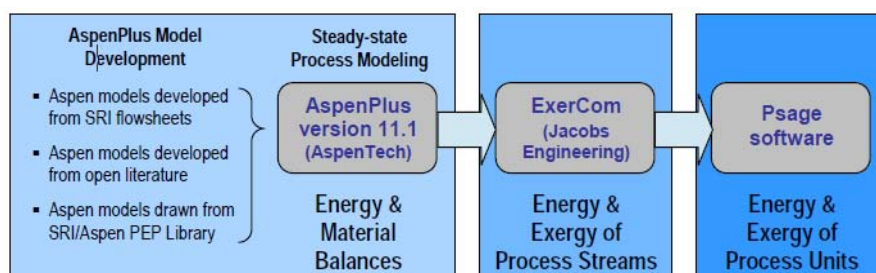 AspenPlus Model
Development
▪ Aspen models developed
from SRI flowsheets
▪ Aspen models developed
from open literature
▪ Aspen models drawn from
SRI/Aspen PEP Library
Steady-state
Process Modeling
AspenPlus
version 11.1
(AspenTech)
Energy &
Material
Balances
ExerCom
(Jacobs
Engineering)
Energy &
Exergy of
Process Streams
Psage
software
Energy &
Exergy of
Process Units